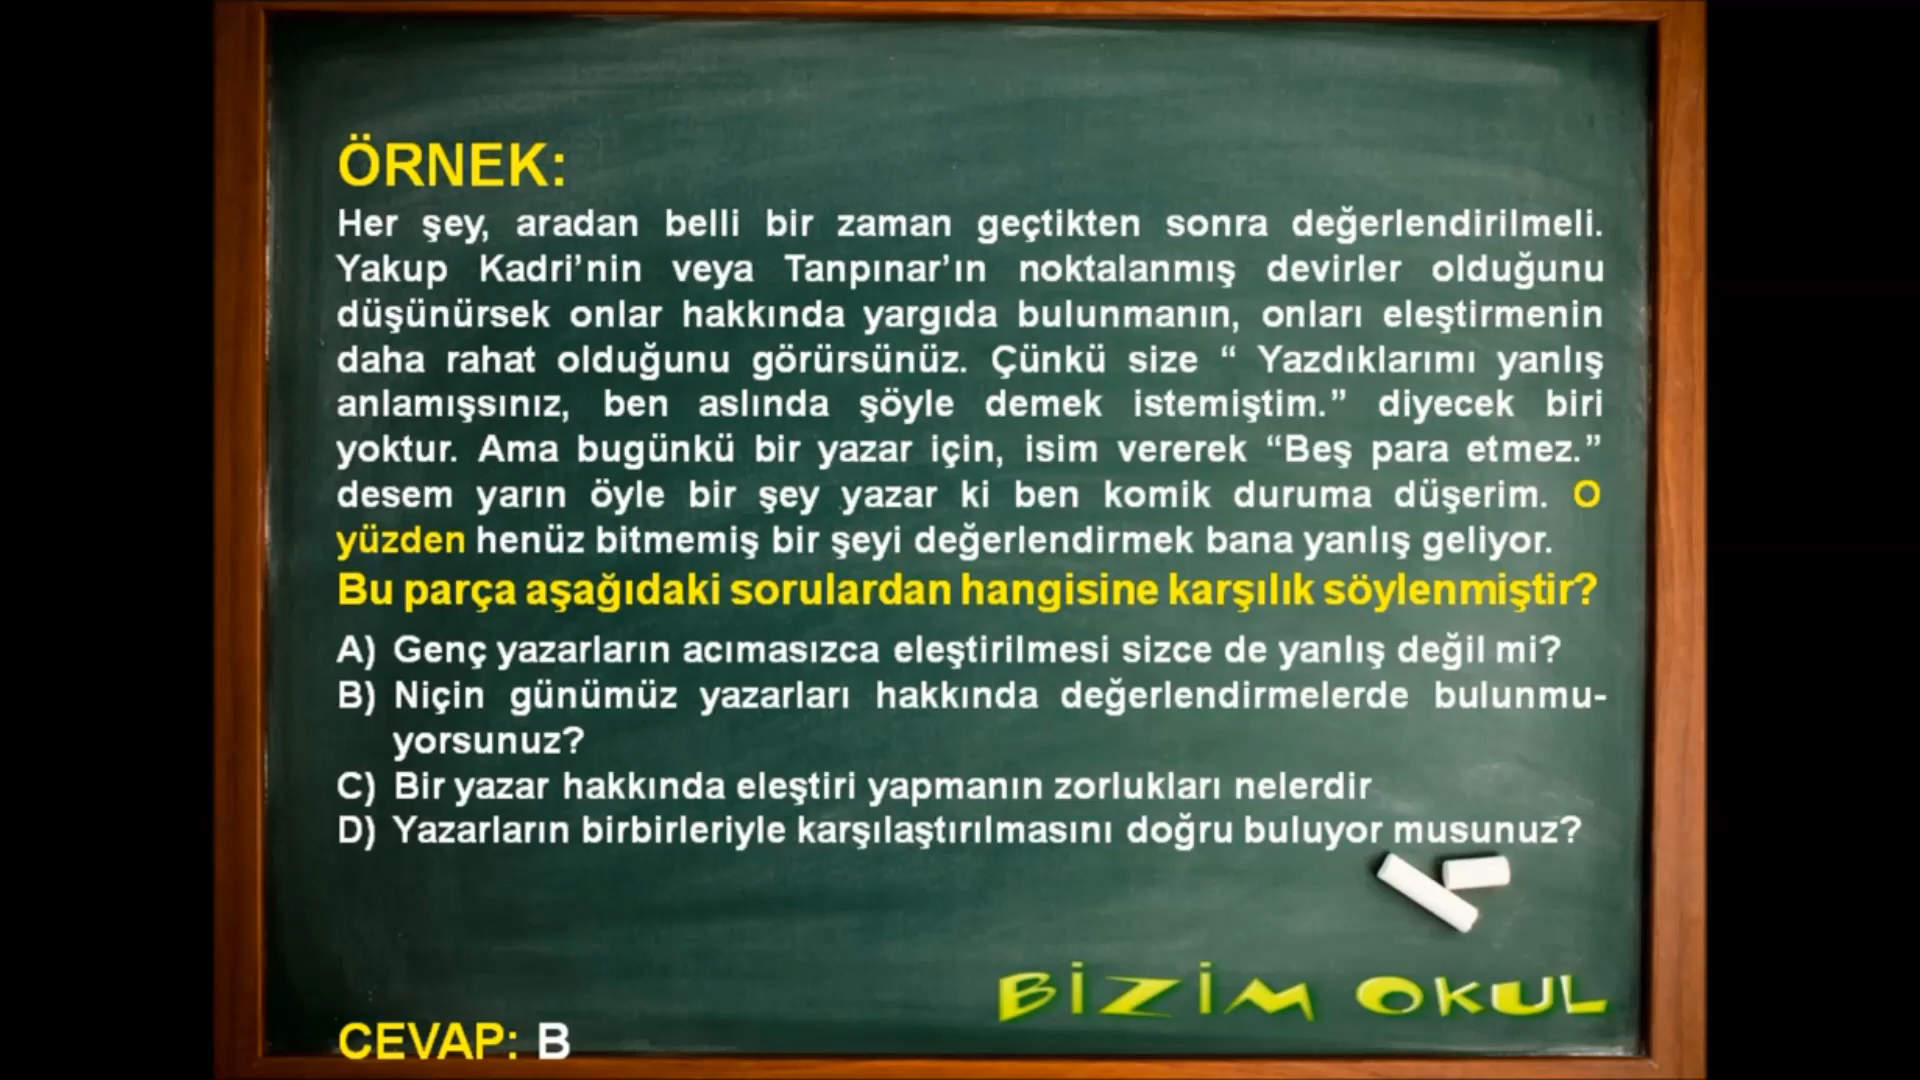 ÖRNEK:
Her şey, aradan belli bir zaman geçtikten sonra değerlendirilmeli.
Yakup Kadri’nin veya Tanpınar’ın noktalanmış devirler olduğunu
düşünürsek onlar hakkında yargıda bulunmanın, onları eleştirmenin
daha rahat olduğunu görürsünüz. Çünkü size “ Yazdıklarımı yanlış
anlamışsınız, ben aslında şöyle demek istemiştim.” diyecek biri
yoktur. Ama bugünkü bir yazar için, isim vererek “Beş para etmez.”
desem yarın öyle bir şey yazar ki ben komik duruma düşerim. O
yüzden henüz bitmemiş bir şeyi değerlendirmek bana yanlış geliyor.
Bu parça aşağıdaki sorulardan hangisine karşılık söylenmiştir?
A) Genç yazarların acımasızca eleştirilmesi sizce de yanlış değil mi?
B) Niçin günümüz yazarları hakkında değerlendirmelerde bulunmu-
yorsunuz?
C) Bir yazar hakkında eleştiri yapmanın zorlukları nelerdir
D) Yazarların birbirleriyle karşılaştırılmasını doğru buluyor musunuz?
BİZİM OKUL
CEVAP: B